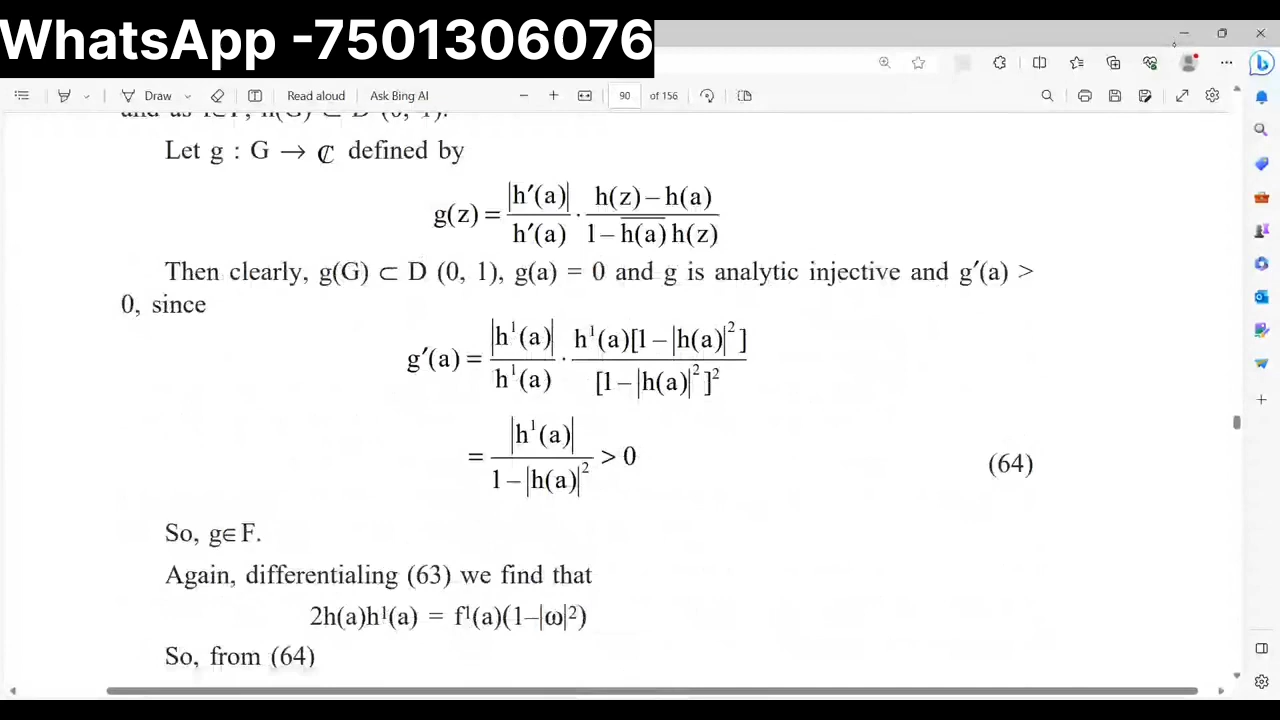 WhatsApp -7501306076
Draw
Read aloud
Ask Bing AI
90 of 156
Let g : G → ℂ defined by
g(z) = |h′(a)| / h′(a) · h(z) – h(a) / 1 – \overline{h(a)} h(z)
Then clearly, g(G) ⊂ D (0, 1), g(a) = 0 and g is analytic injective and g′(a) >
0, since
g′(a) = |h¹(a)| / h¹(a) · h¹(a)[1 – |h(a)|²] / [1 – |h(a)|²]²
= |h¹(a)| / 1 – |h(a)|² > 0 (64)
So, g∈F.
Again, differentialing (63) we find that
2h(a)h¹(a) = f¹(a)(1–|ω|²)
So, from (64)